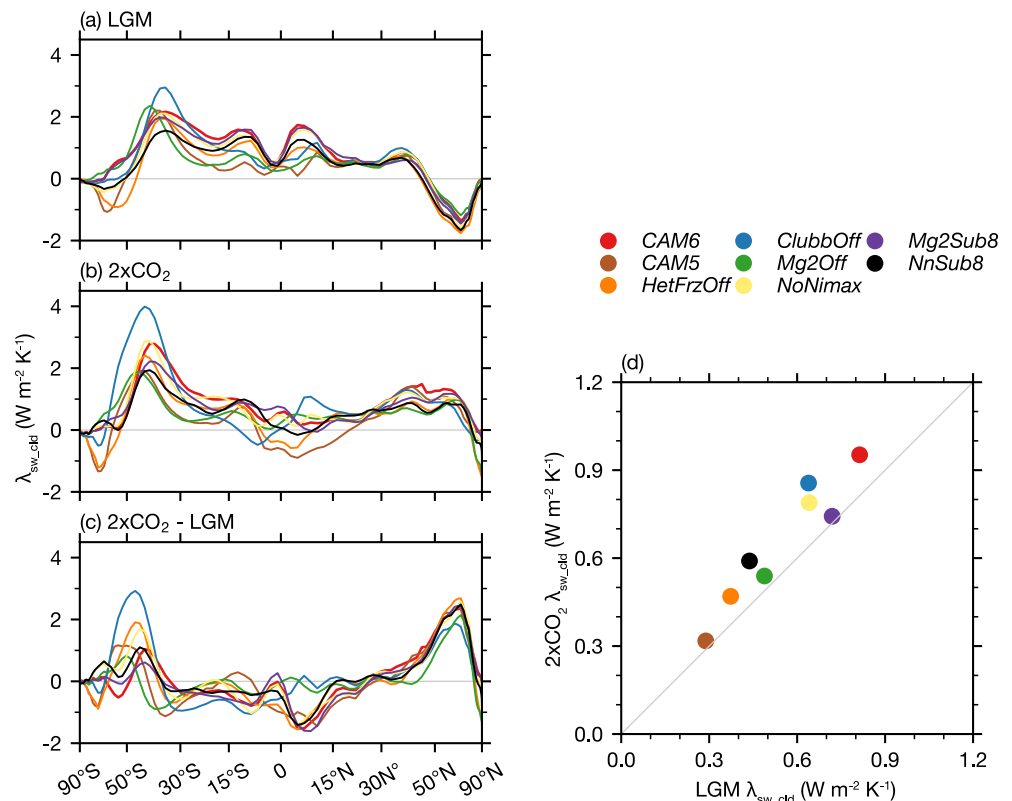 (a) LGM
4
2
0
-2
(b) 2xCO₂
4
2
0
-2
λsw_cld (W m⁻² K⁻¹)
(c) 2xCO₂ - LGM
4
2
0
-2
90°S 50°S 30°S 15°S 0 15°N 30N° 50°N 90°N
CAM6 ClubbOff Mg2Sub8
CAM5 Mg2Off NnSub8
HetFrzOff NoNimax
(d)
1.2
0.9
0.6
0.3
0.0
2xCO₂ λsw_cld (W m⁻² K⁻¹)
0.0 0.3 0.6 0.9 1.2
LGM λsw_cld (W m⁻² K⁻¹)